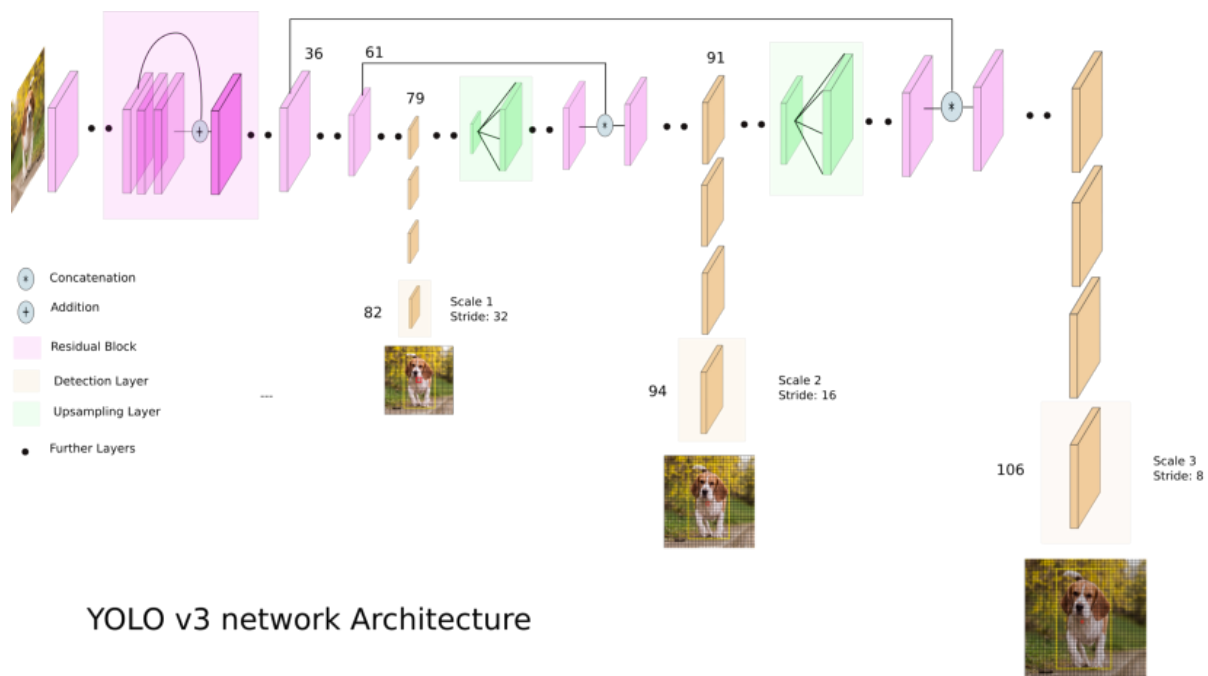 36
61
91
79
+
*
*
* Concatenation
+ Addition
Residual Block
Detection Layer
Upsampling Layer
Further Layers
---
82
Scale 1
Stride: 32
94
Scale 2
Stride: 16
106
Scale 3
Stride: 8
YOLO v3 network Architecture